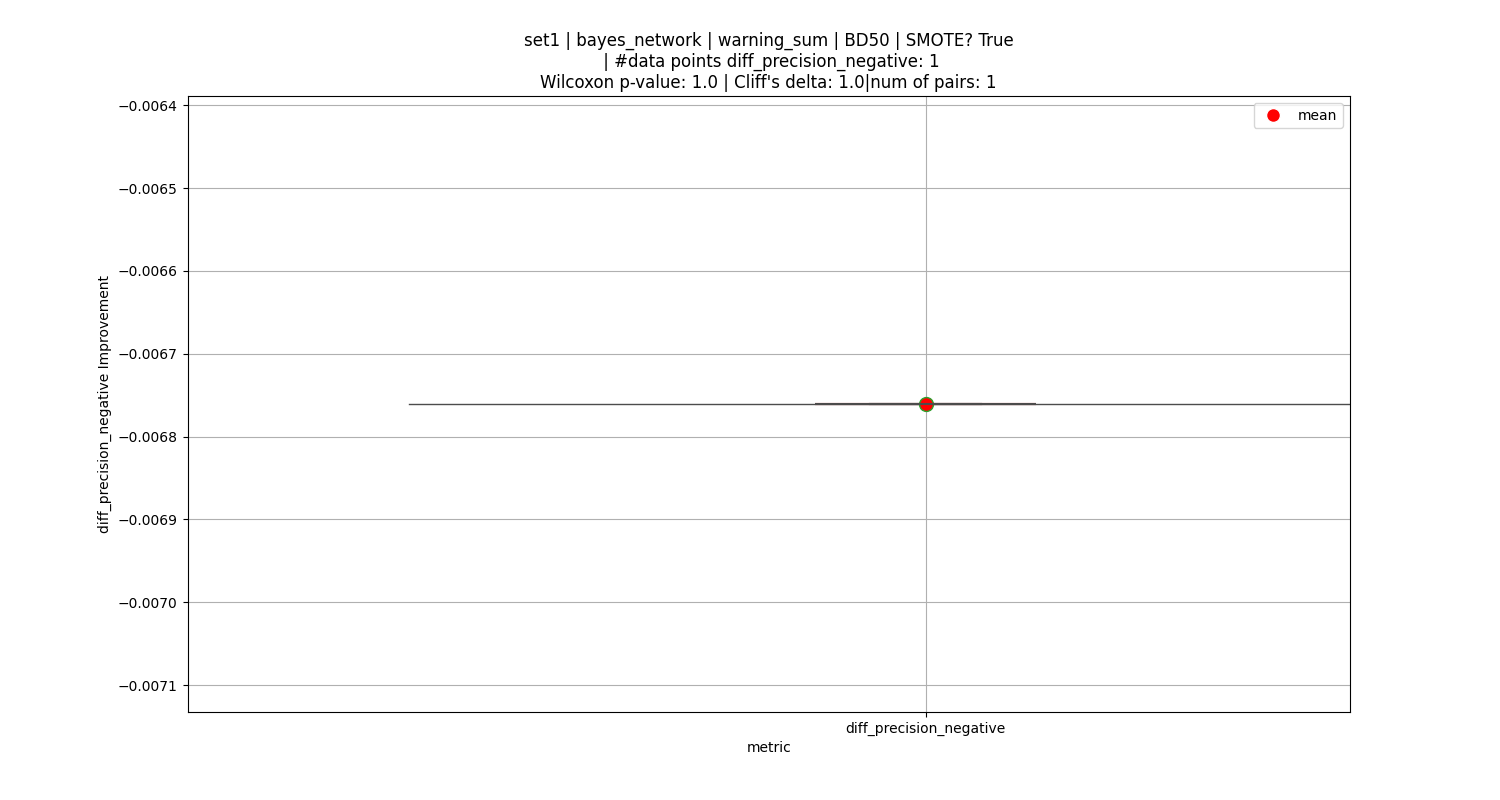 set1 | bayes_network | warning_sum | BD50 | SMOTE? True
| #data points diff_precision_negative: 1
Wilcoxon p-value: 1.0 | Cliff's delta: 1.0|num of pairs: 1
mean
−0.0064
−0.0065
−0.0066
−0.0067
−0.0068
−0.0069
−0.0070
−0.0071
diff_precision_negative Improvement
diff_precision_negative
metric